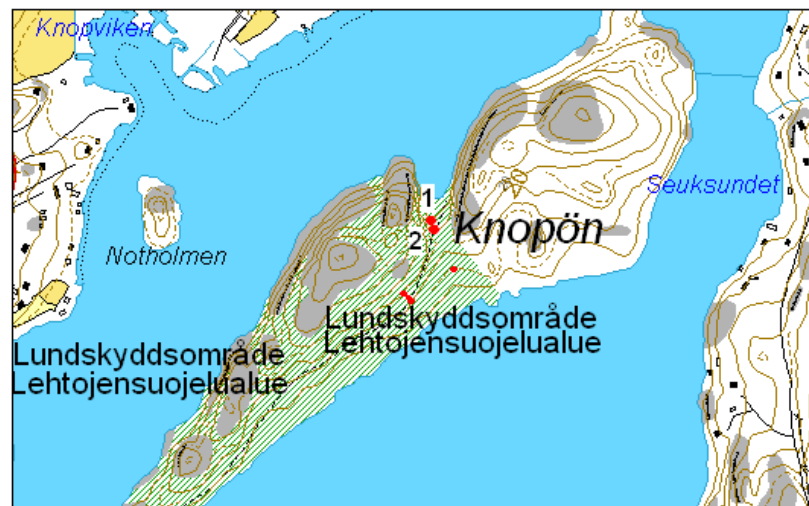 Knopviken
1
Seuksundet
20
2
Knopön
Notholmen
Lundskyddsområde
Lehtojensuojelualue
Lundskyddsområde
Lehtojensuojelualue